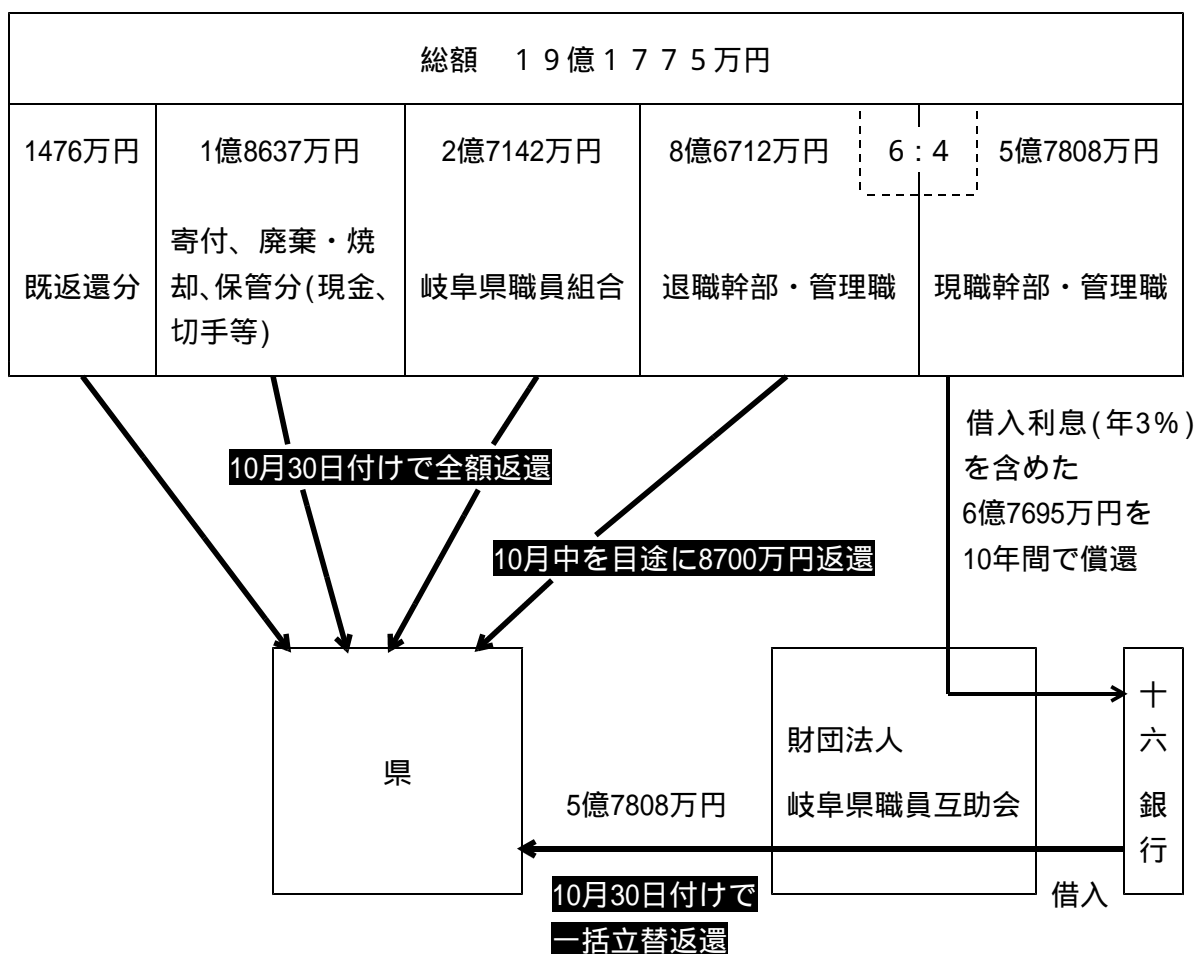 総額 １９億１７７５万円
1476万円
既返還分
1億8637万円
寄付、廃棄・焼
却、保管分(現金、
切手等)
2億7142万円
岐阜県職員組合
8億6712万円
退職幹部・管理職
6：4
5億7808万円
現職幹部・管理職
10月30日付けで全額返還
10月中を目途に8700万円返還
借入利息(年3%)
を含めた
6億7695万円を
10年間で償還
県
5億7808万円
10月30日付けで
一括立替返還
財団法人
岐阜県職員互助会
借入
十六銀行